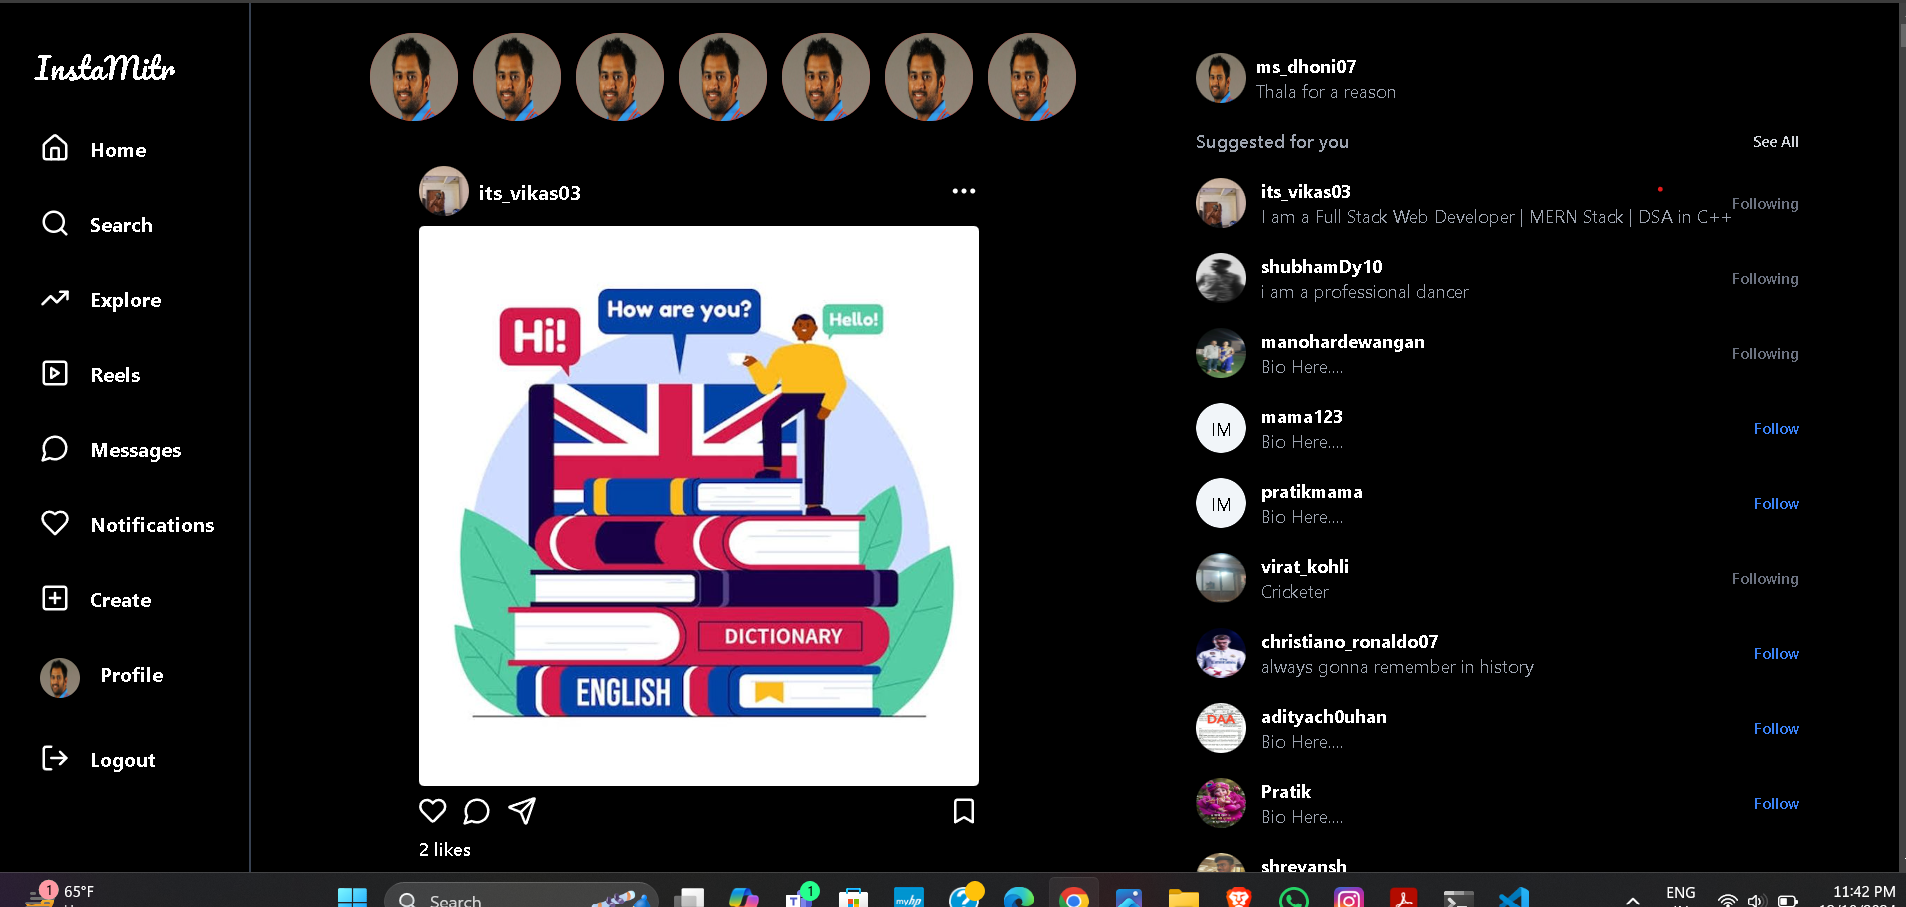 InstaMitr
Home
Search
Explore
Reels
Messages
Notifications
Create
Profile
Logout
its_vikas03
Hi!
How are you?
Hello!
DICTIONARY
ENGLISH
2 likes
ms_dhoni07
Thala for a reason
Suggested for you
See All
its_vikas03
I am a Full Stack Web Developer | MERN Stack | DSA in C++
Following
shubhamDy10
i am a professional dancer
Following
manohardewangan
Bio Here....
Following
IM
mama123
Bio Here....
Follow
IM
pratikmama
Bio Here....
Follow
virat_kohli
Cricketer
Following
christiano_ronaldo07
always gonna remember in history
Follow
DAA
adityach0uhan
Bio Here....
Follow
Pratik
Bio Here....
Follow
shreyansh
1
65°F
Search
1
myhp
ENG
11:42 PM